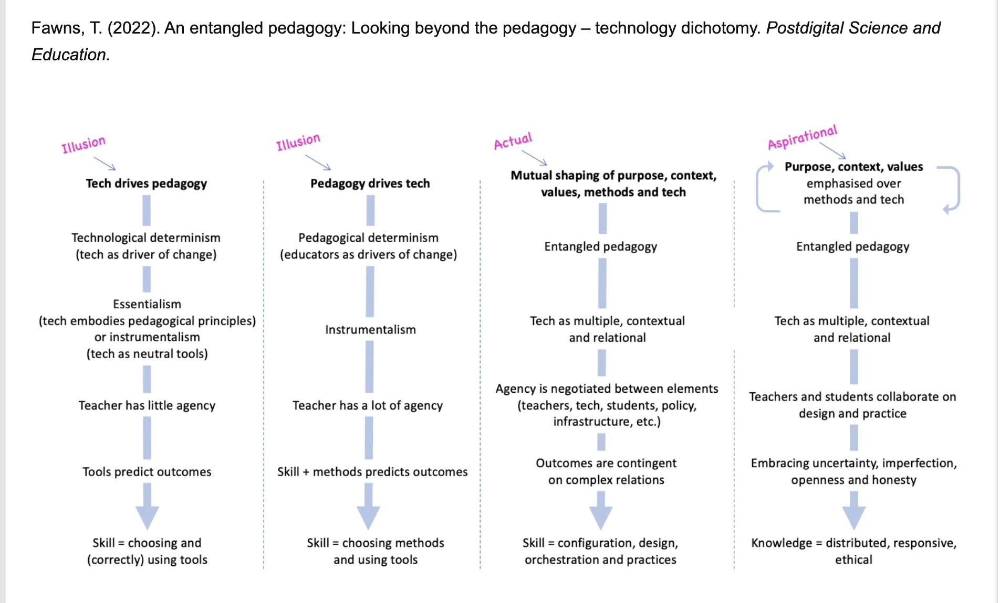 Fawns, T. (2022). An entangled pedagogy: Looking beyond the pedagogy – technology dichotomy. Postdigital Science and
Education.
Illusion
Tech drives pedagogy
Technological determinism
(tech as driver of change)
Essentialism
(tech embodies pedagogical principles)
or instrumentalism
(tech as neutral tools)
Teacher has little agency
Tools predict outcomes
Skill = choosing and
(correctly) using tools
Illusion
Pedagogy drives tech
Pedagogical determinism
(educators as drivers of change)
Instrumentalism
Teacher has a lot of agency
Skill + methods predicts outcomes
Skill = choosing methods
and using tools
Actual
Mutual shaping of purpose, context,
values, methods and tech
Entangled pedagogy
Tech as multiple, contextual
and relational
Agency is negotiated between elements
(teachers, tech, students, policy,
infrastructure, etc.)
Outcomes are contingent
on complex relations
Skill = configuration, design,
orchestration and practices
Aspirational
Purpose, context, values
emphasised over
methods and tech
Entangled pedagogy
Tech as multiple, contextual
and relational
Teachers and students collaborate on
design and practice
Embracing uncertainty, imperfection,
openness and honesty
Knowledge = distributed, responsive,
ethical